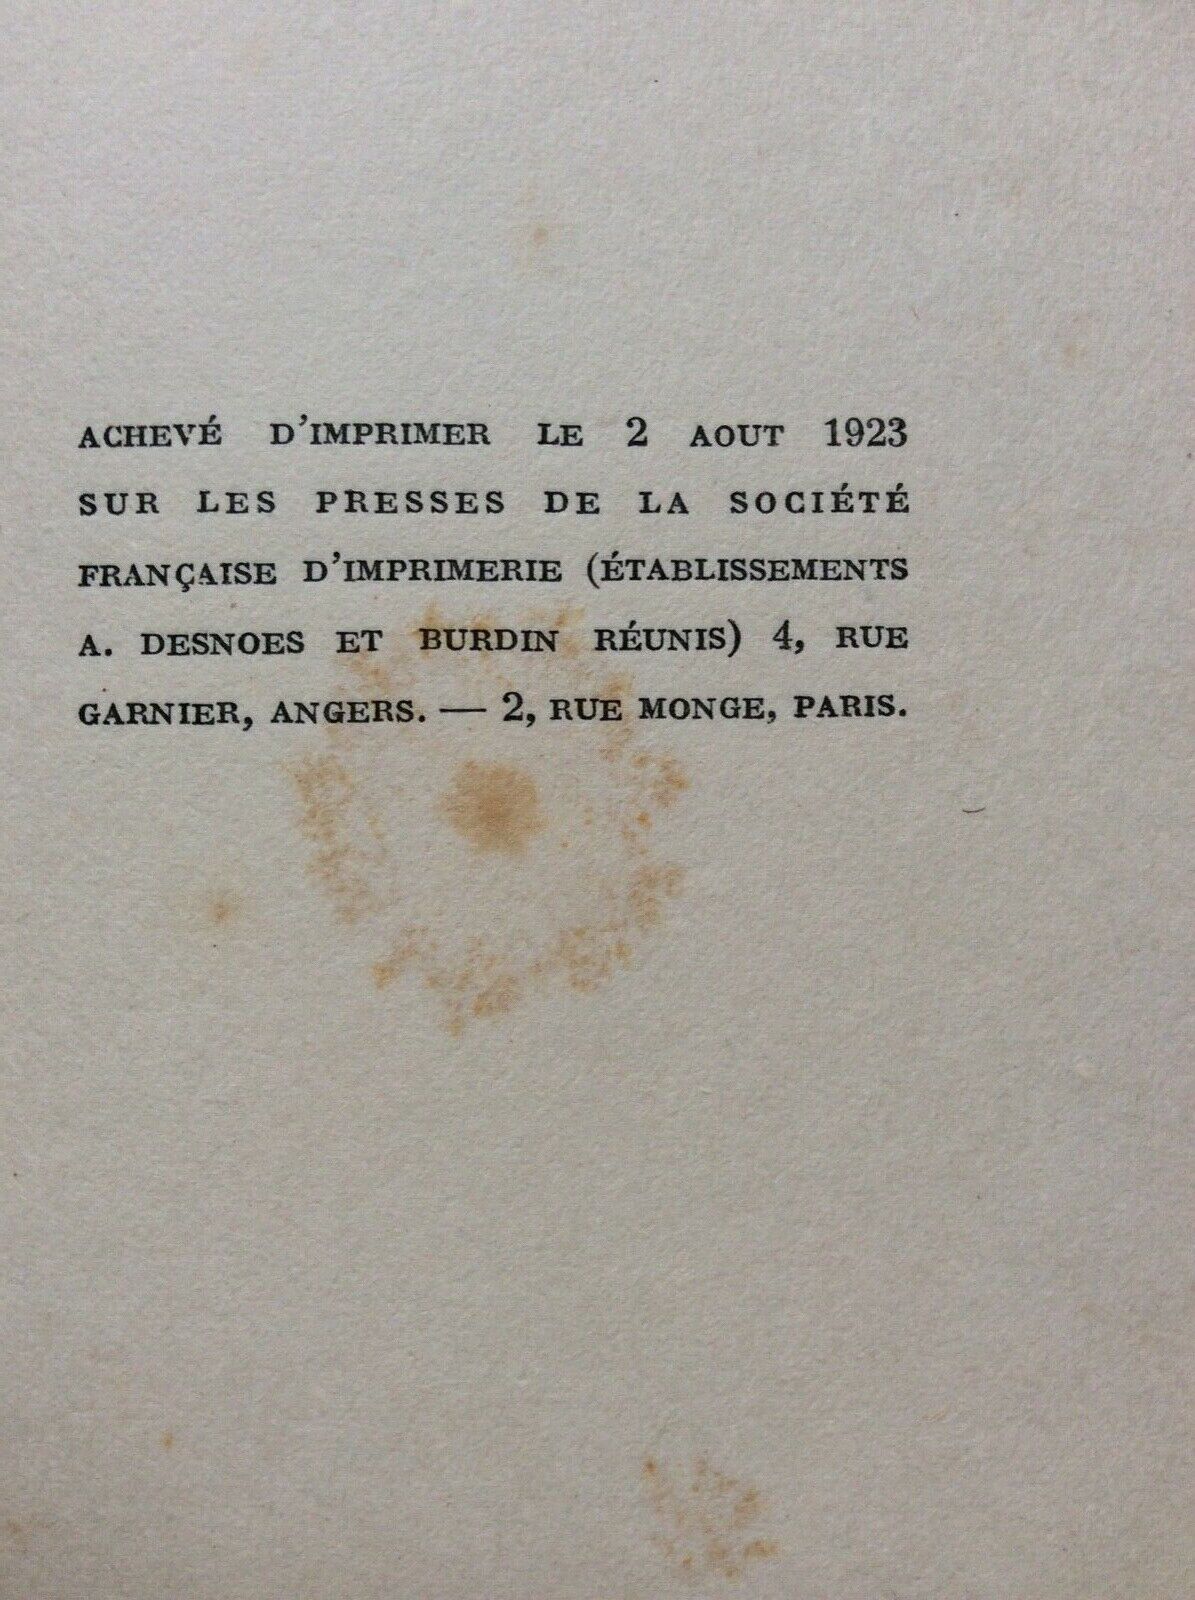 ACHEVÉ D'IMPRIMER LE 2 AOUT 1923
SUR LES PRESSES DE LA SOCIÉTÉ
FRANÇAISE D'IMPRIMERIE (ÉTABLISSEMENTS
A. DESNOES ET BURDIN RÉUNIS) 4, RUE
GARNIER, ANGERS. — 2, RUE MONGE, PARIS.